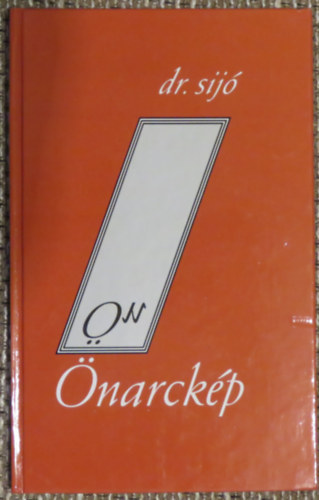 dr. sijó
Ön
Önarckép